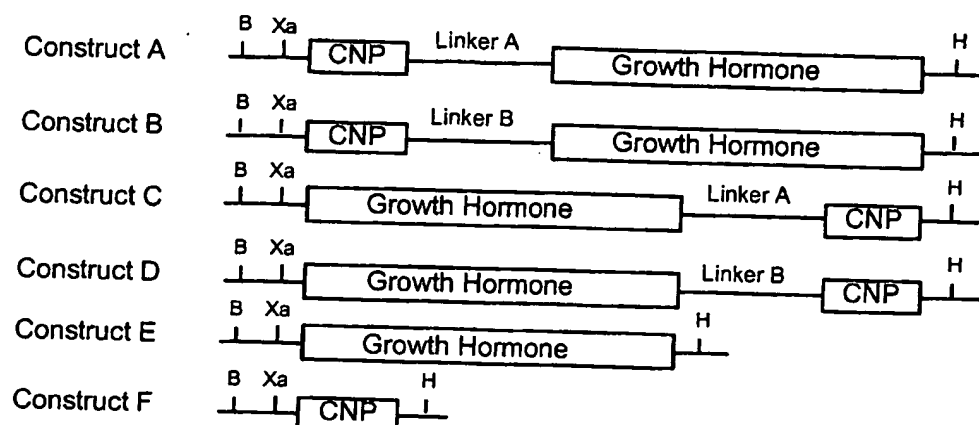 B Xa Linker A H
Construct A CNP Growth Hormone
B Xa Linker B H
Construct B CNP Growth Hormone
B Xa Linker A H
Construct C Growth Hormone CNP
B Xa Linker B H
Construct D Growth Hormone CNP
B Xa H
Construct E Growth Hormone
B Xa H
Construct F CNP